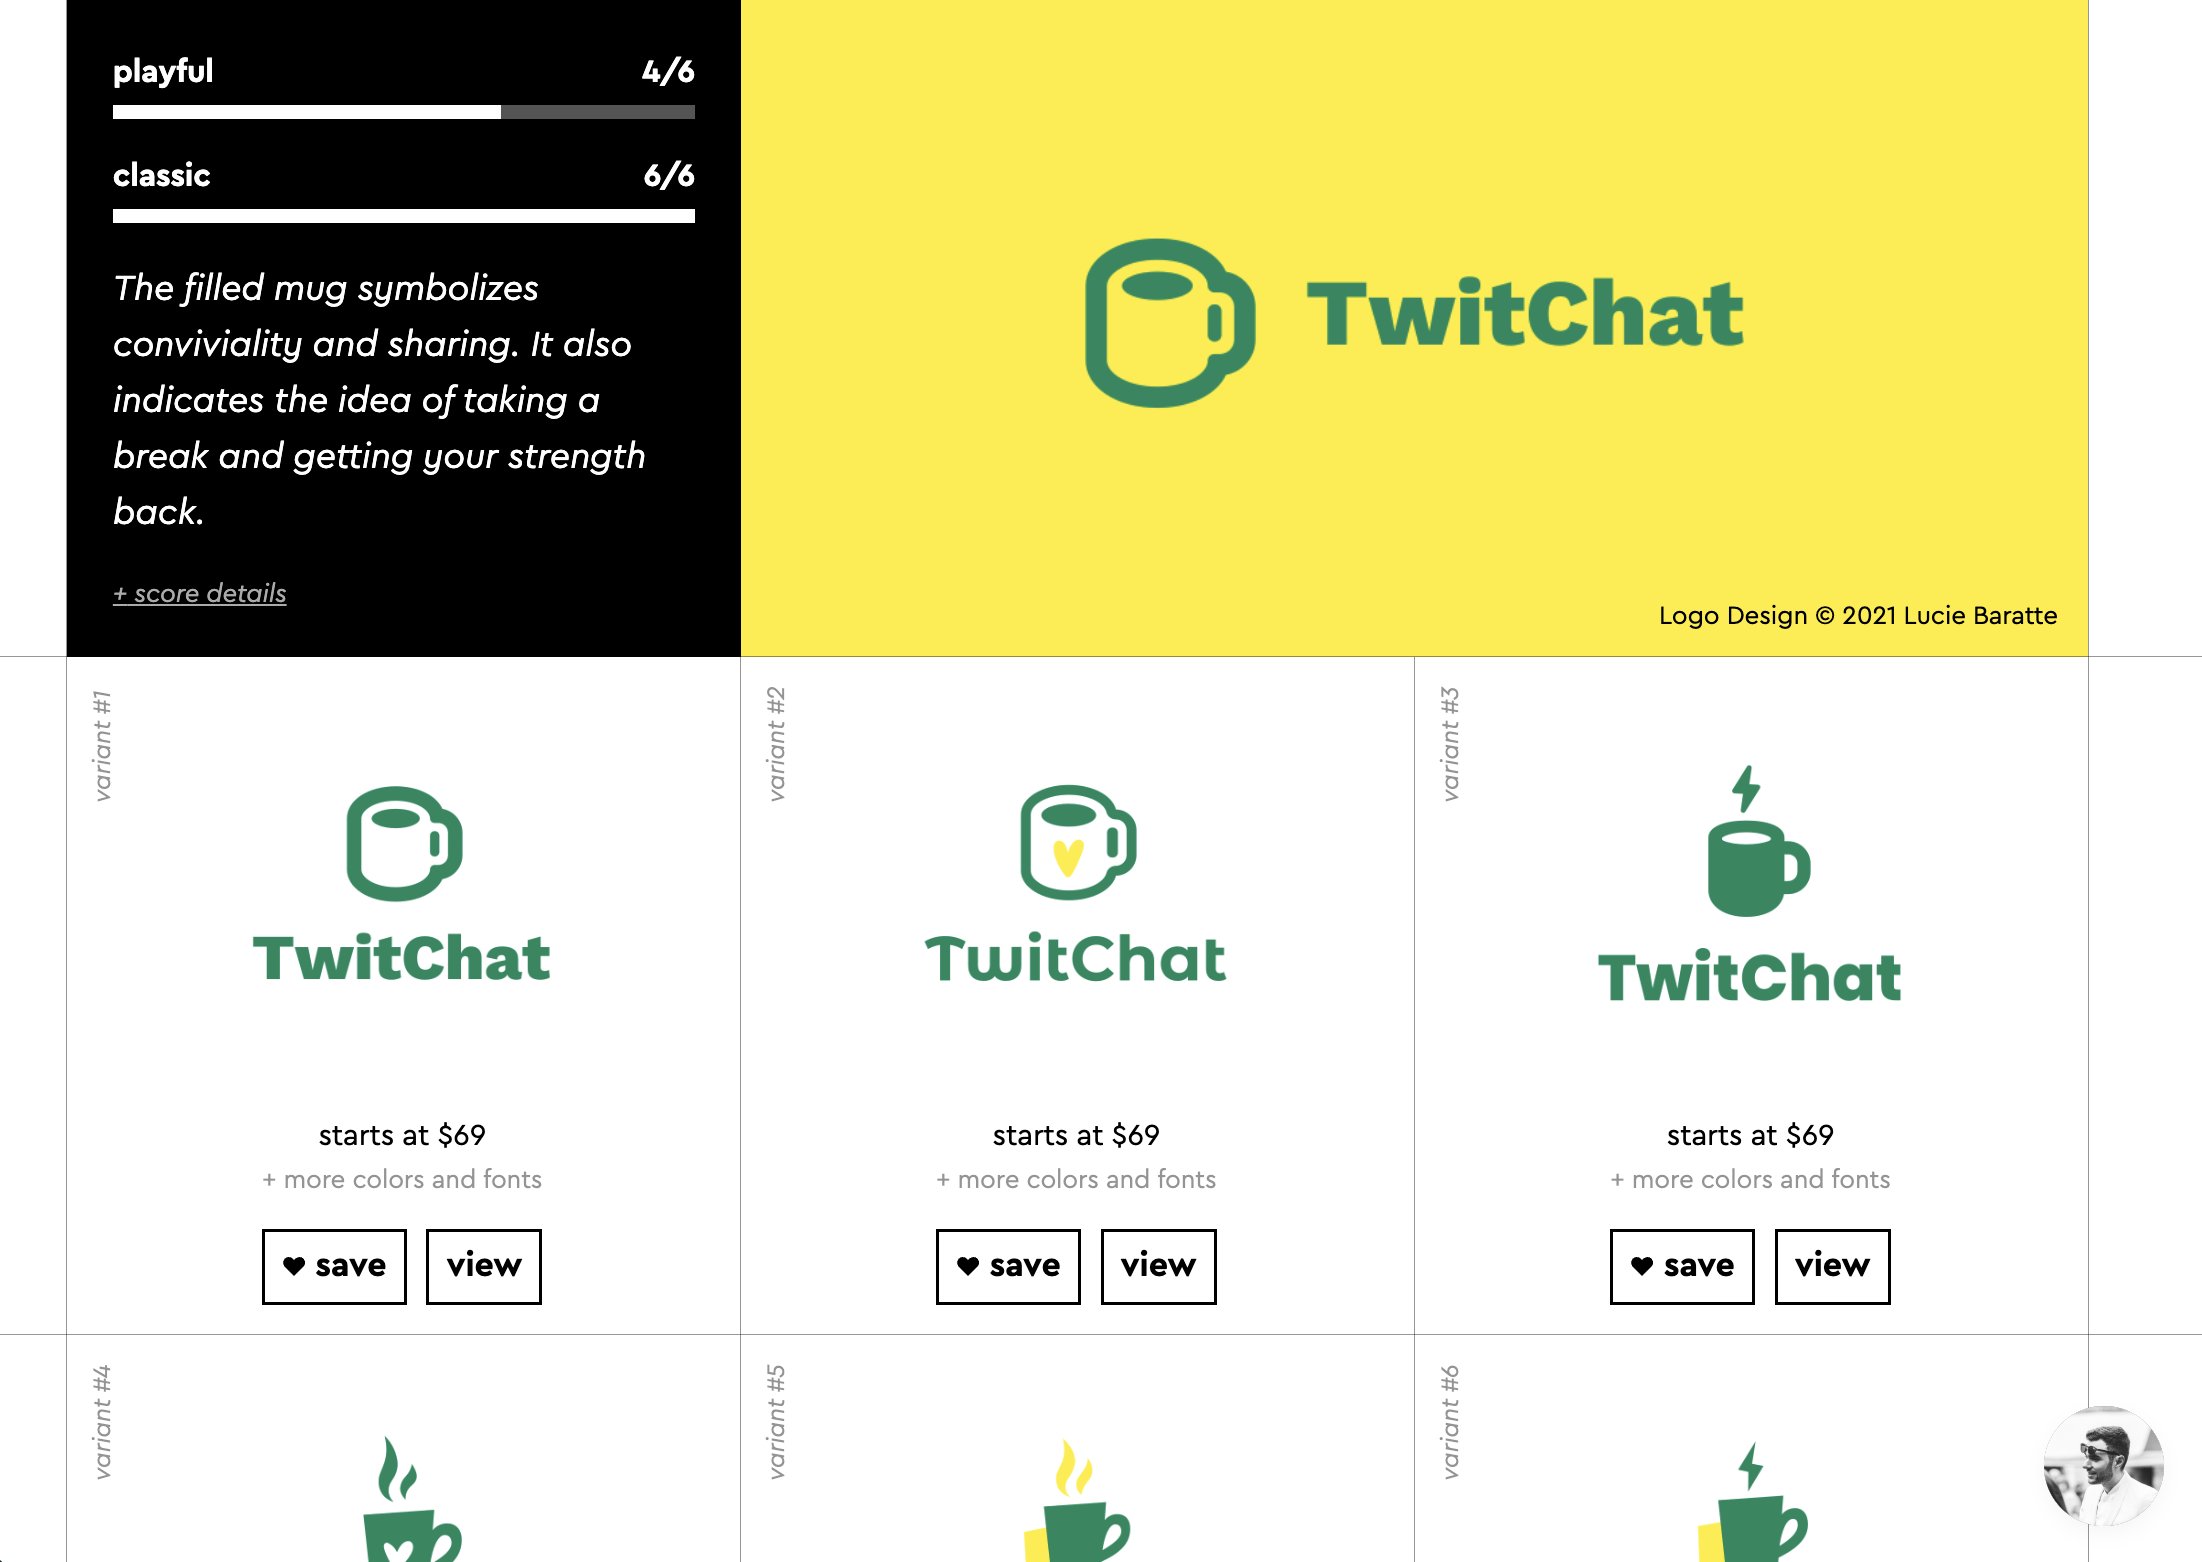 playful 4/6
classic 6/6
The filled mug symbolizes
conviviality and sharing. It also
indicates the idea of taking a
break and getting your strength
back.
+ score details
TwitChat
Logo Design © 2021 Lucie Baratte
variant #1
TwitChat
starts at $69
+ more colors and fonts
save
view
variant #2
TwitChat
starts at $69
+ more colors and fonts
save
view
variant #3
TwitChat
starts at $69
+ more colors and fonts
save
view
variant #4
variant #5
variant #6